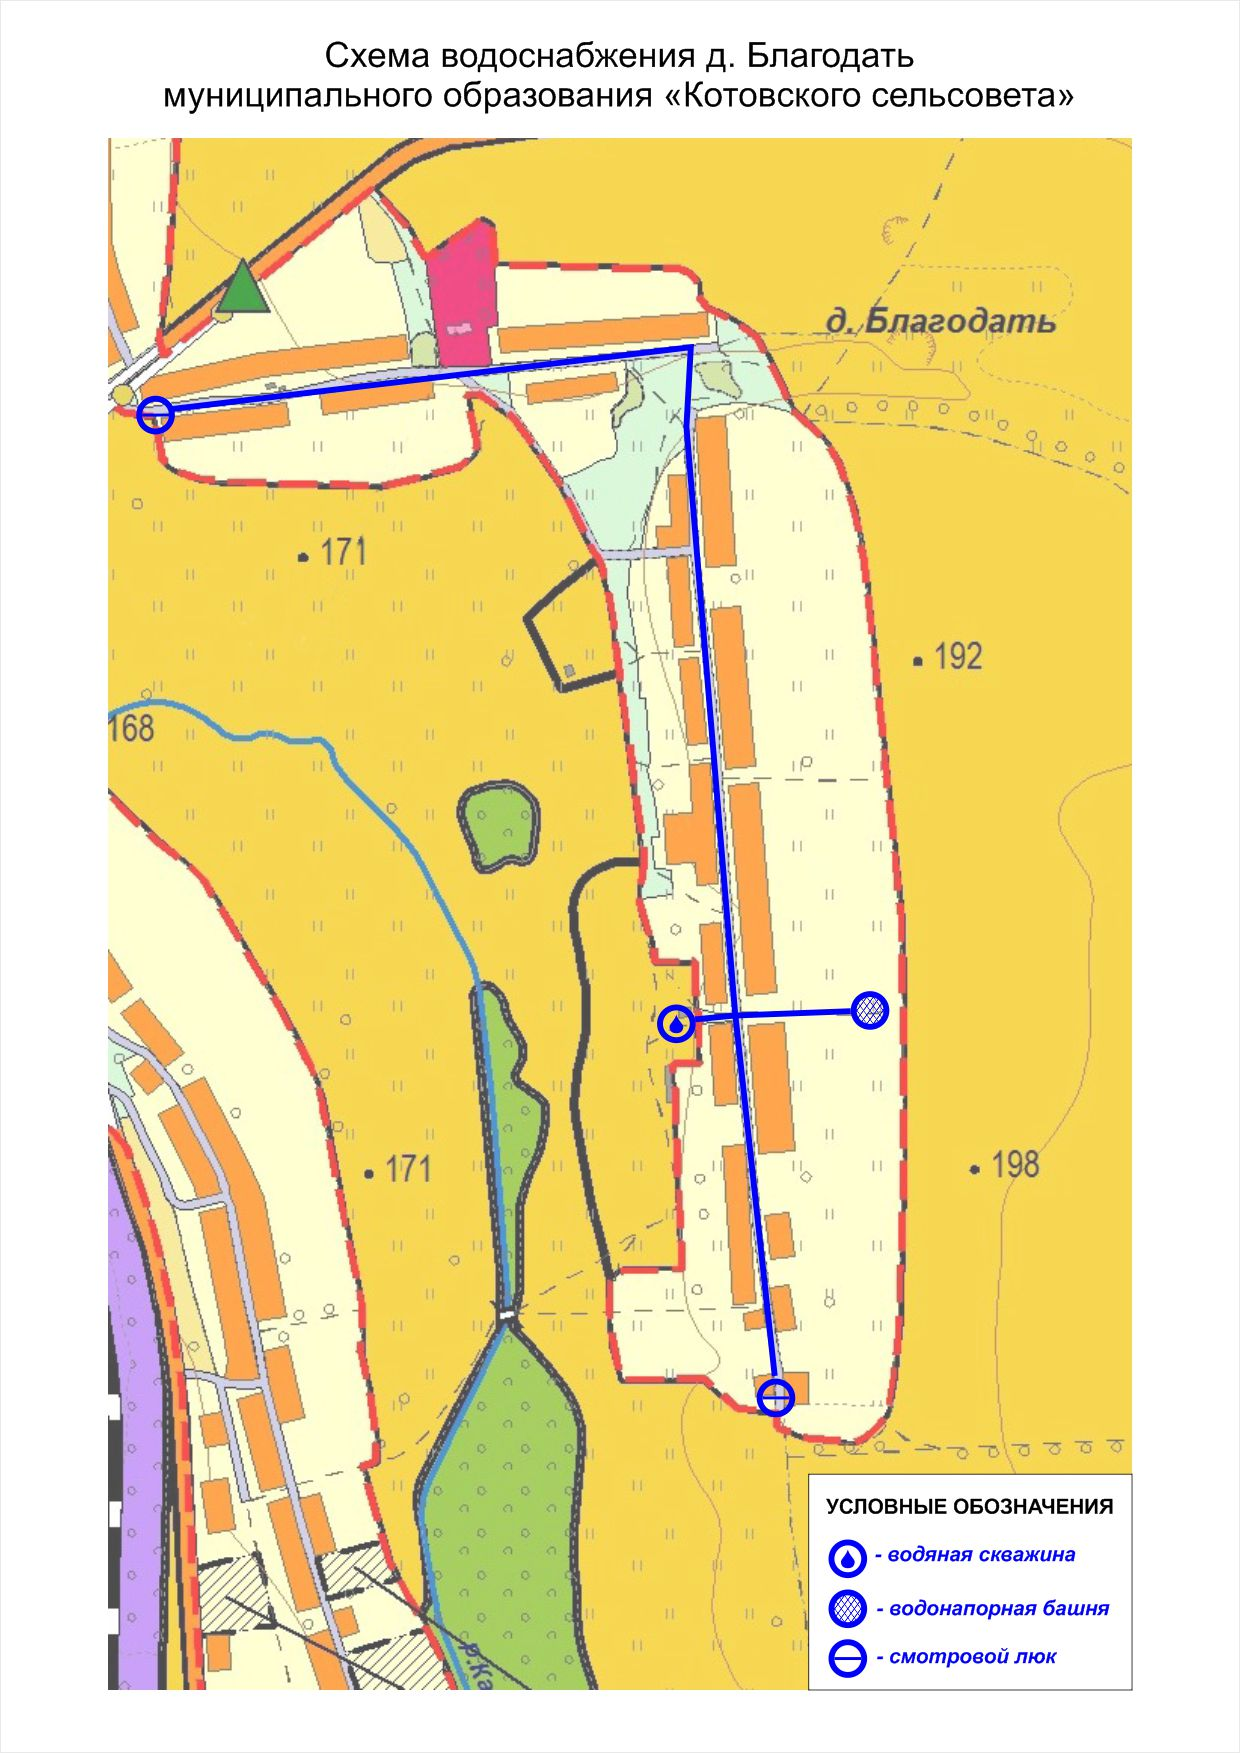 Схема водоснабжения д. Благодать
муниципального образования «Котовского сельсовета»
д. Благодать
171
192
168
171
198
р.Ка
УСЛОВНЫЕ ОБОЗНАЧЕНИЯ
- водяная скважина
- водонапорная башня
- смотровой люк